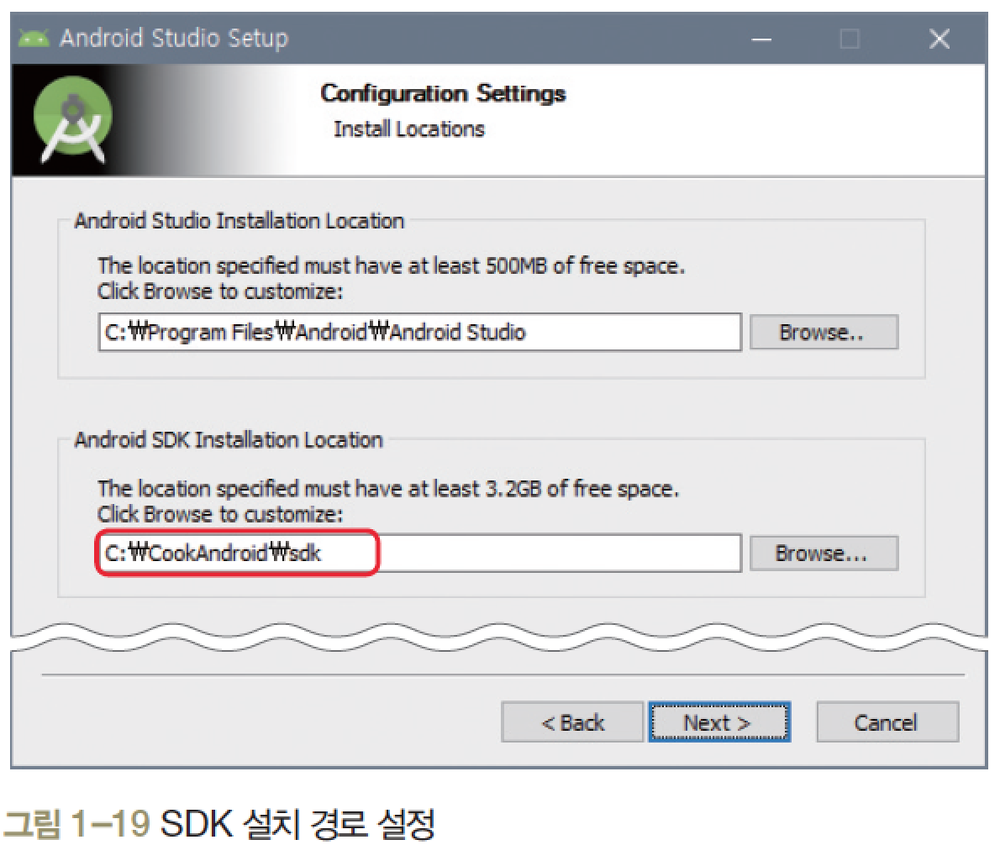 Android Studio Setup
Configuration Settings
Install Locations
Android Studio Installation Location
The location specified must have at least 500MB of free space.
Click Browse to customize:
C:₩Program Files₩Android₩Android Studio
Browse..
Android SDK Installation Location
The location specified must have at least 3.2GB of free space.
Click Browse to customize:
C:₩CookAndroid₩sdk
Browse...
< Back
Next >
Cancel
그림 1-19 SDK 설치 경로 설정